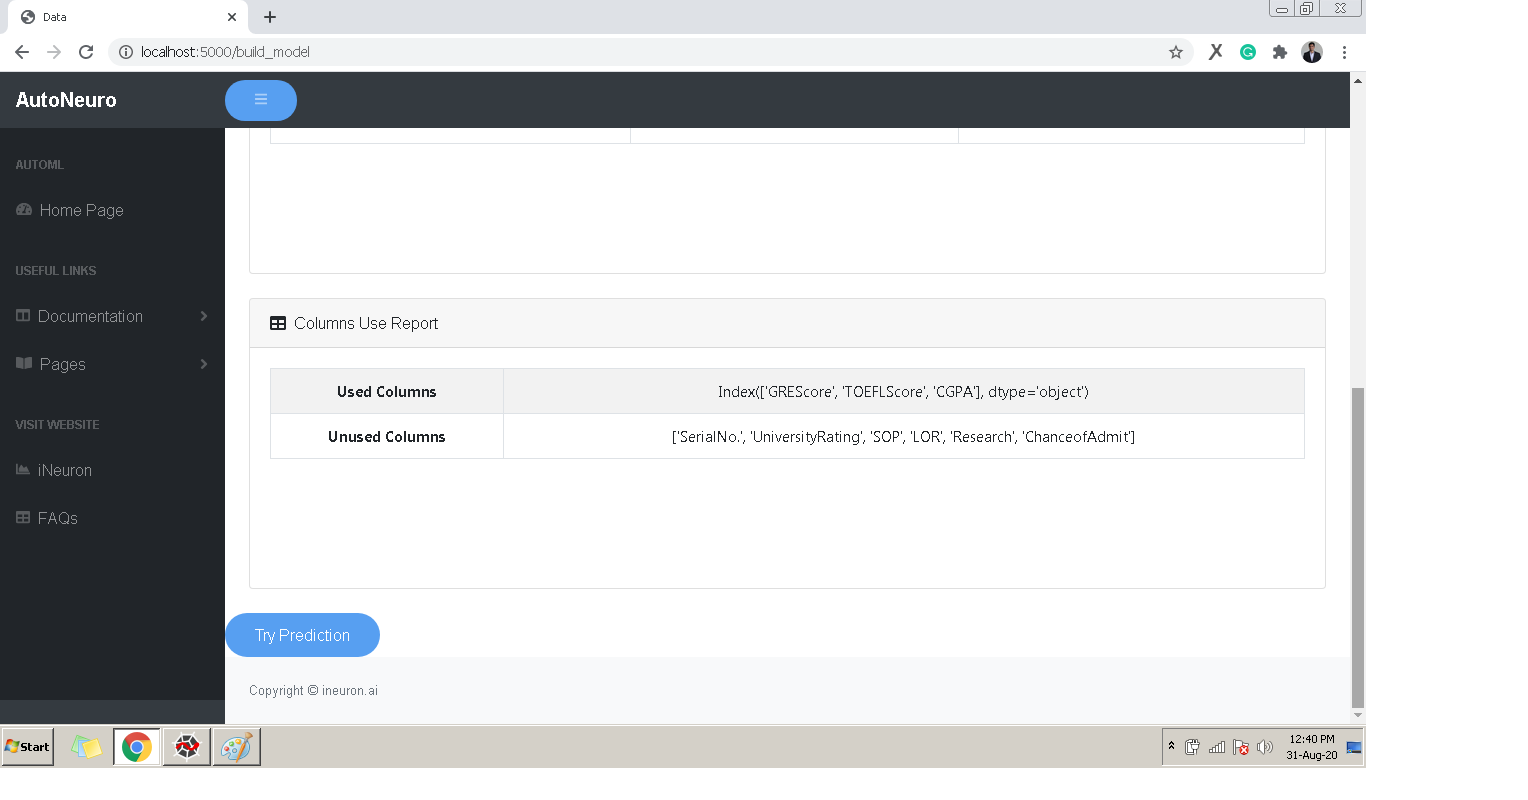 Data
localhost:5000/build_model
AutoNeuro
AUTOML
Home Page
USEFUL LINKS
Documentation
Pages
VISIT WEBSITE
iNeuron
FAQs
Columns Use Report
Used Columns Index(['GREScore', 'TOEFLScore', 'CGPA'], dtype='object')
Unused Columns ['SerialNo.', 'UniversityRating', 'SOP', 'LOR', 'Research', 'ChanceofAdmit']
Try Prediction
Copyright © ineuron.ai
Start
12:40 PM
31-Aug-20